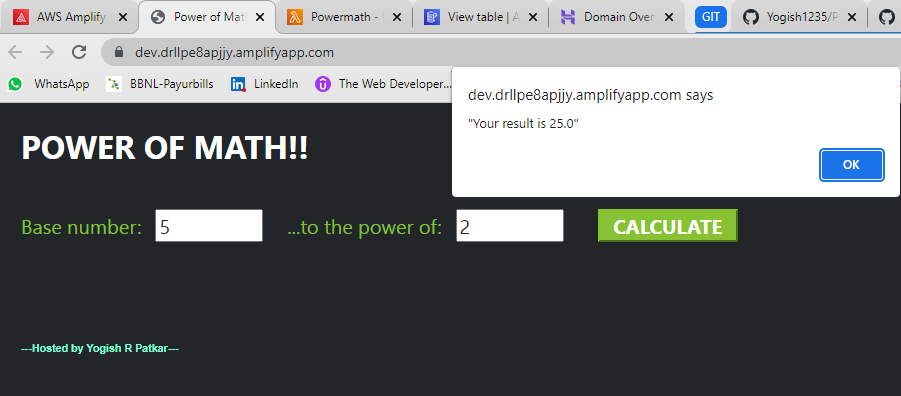 AWS Amplify
Power of Mat
Powermath -
View table | A
Domain Over
GIT
Yogish1235/P
dev.drllpe8apjjy.amplifyapp.com
WhatsApp
BBNL-Payurbills
LinkedIn
The Web Developer...
dev.drllpe8apjjy.amplifyapp.com says
"Your result is 25.0"
OK
POWER OF MATH!!
Base number: 5 ...to the power of: 2 CALCULATE
---Hosted by Yogish R Patkar---